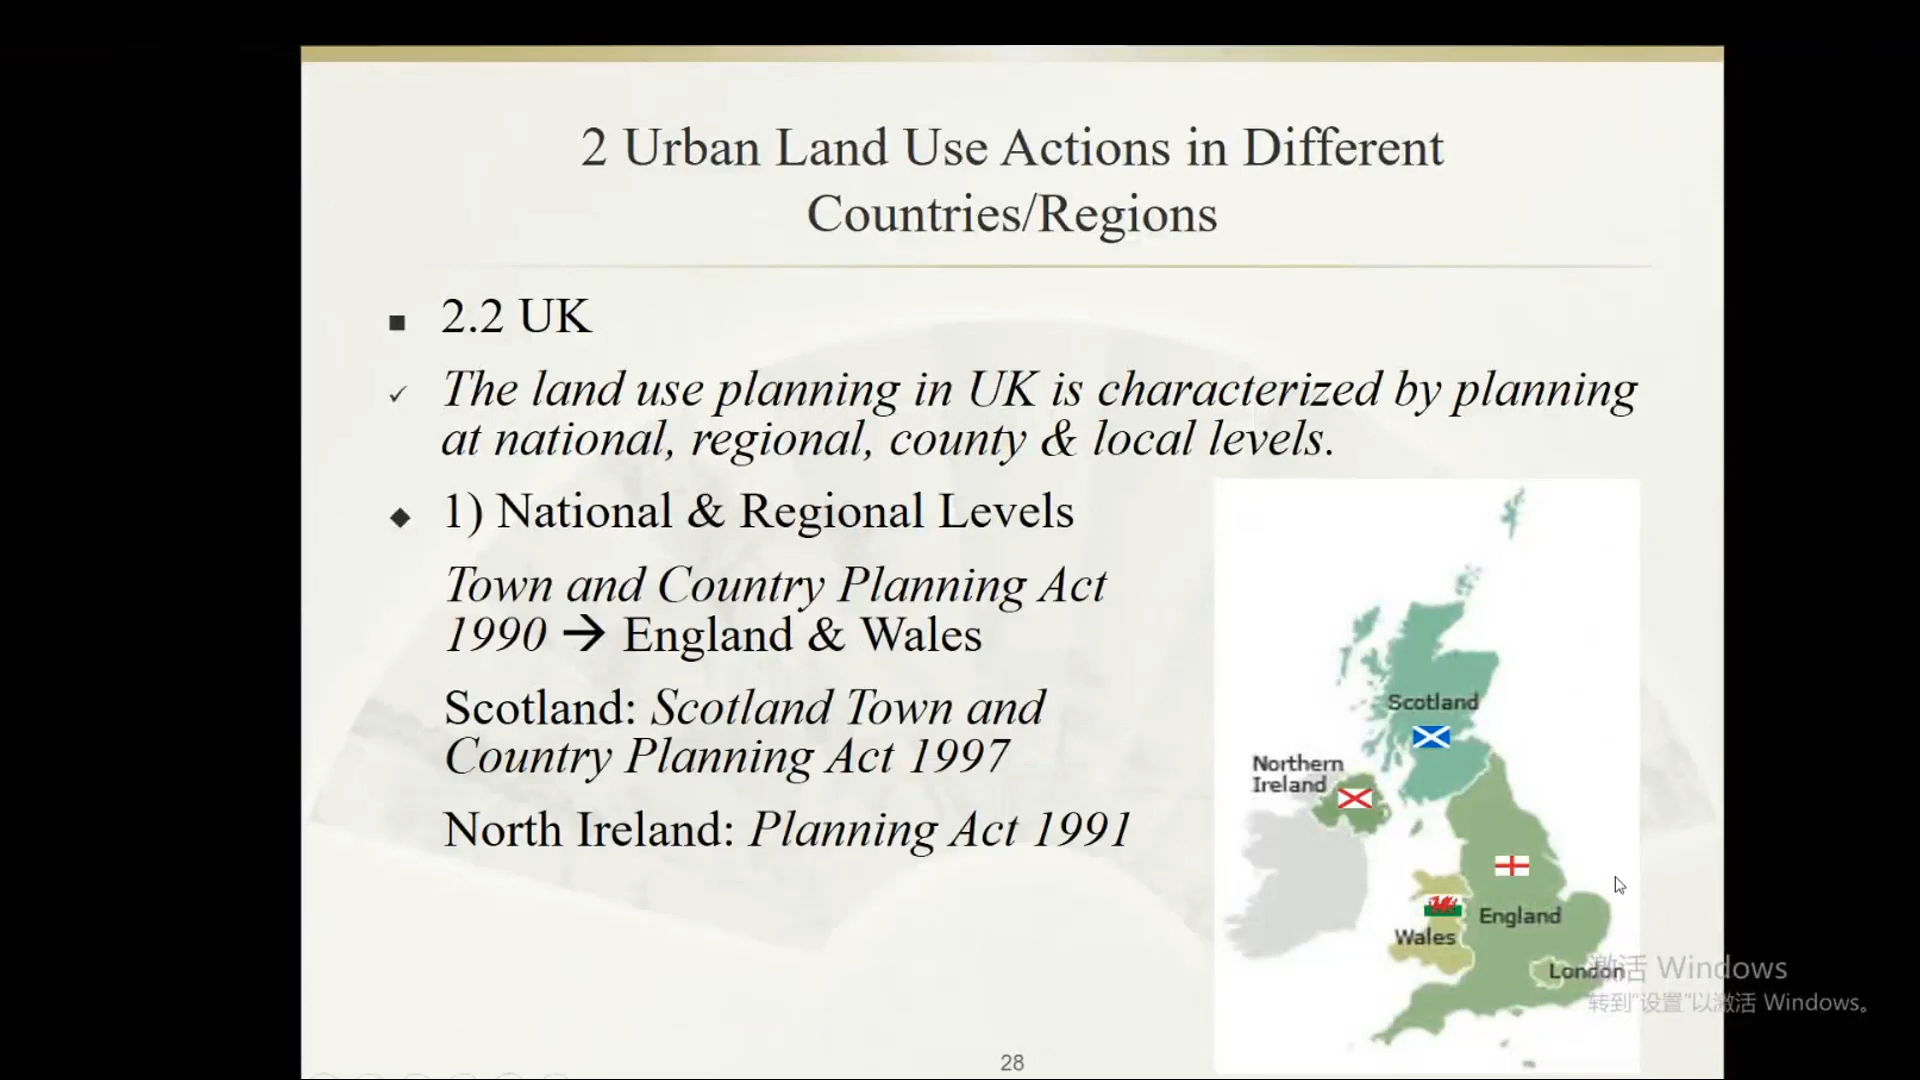 2 Urban Land Use Actions in Different
Countries/Regions
■ 2.2 UK
✓ The land use planning in UK is characterized by planning
at national, regional, county & local levels.
◆ 1) National & Regional Levels
Town and Country Planning Act
1990 → England & Wales
Scotland: Scotland Town and
Country Planning Act 1997
North Ireland: Planning Act 1991
Scotland
Northern
Ireland
England
Wales
London
激活 Windows
转到"设置"以激活 Windows。
28